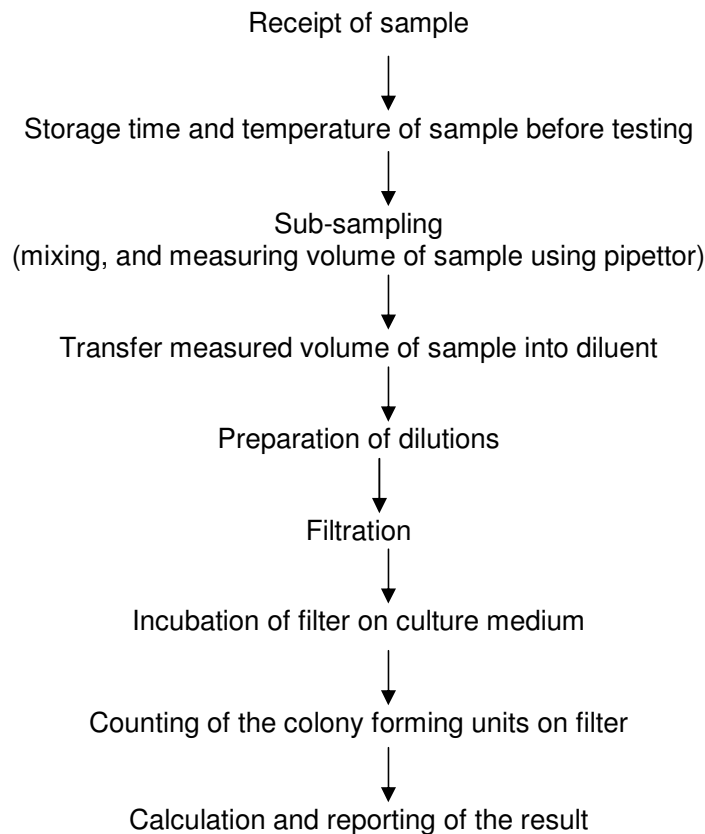 Receipt of sample
Storage time and temperature of sample before testing
Sub-sampling
(mixing, and measuring volume of sample using pipettor)
Transfer measured volume of sample into diluent
Preparation of dilutions
Filtration
Incubation of filter on culture medium
Counting of the colony forming units on filter
Calculation and reporting of the result